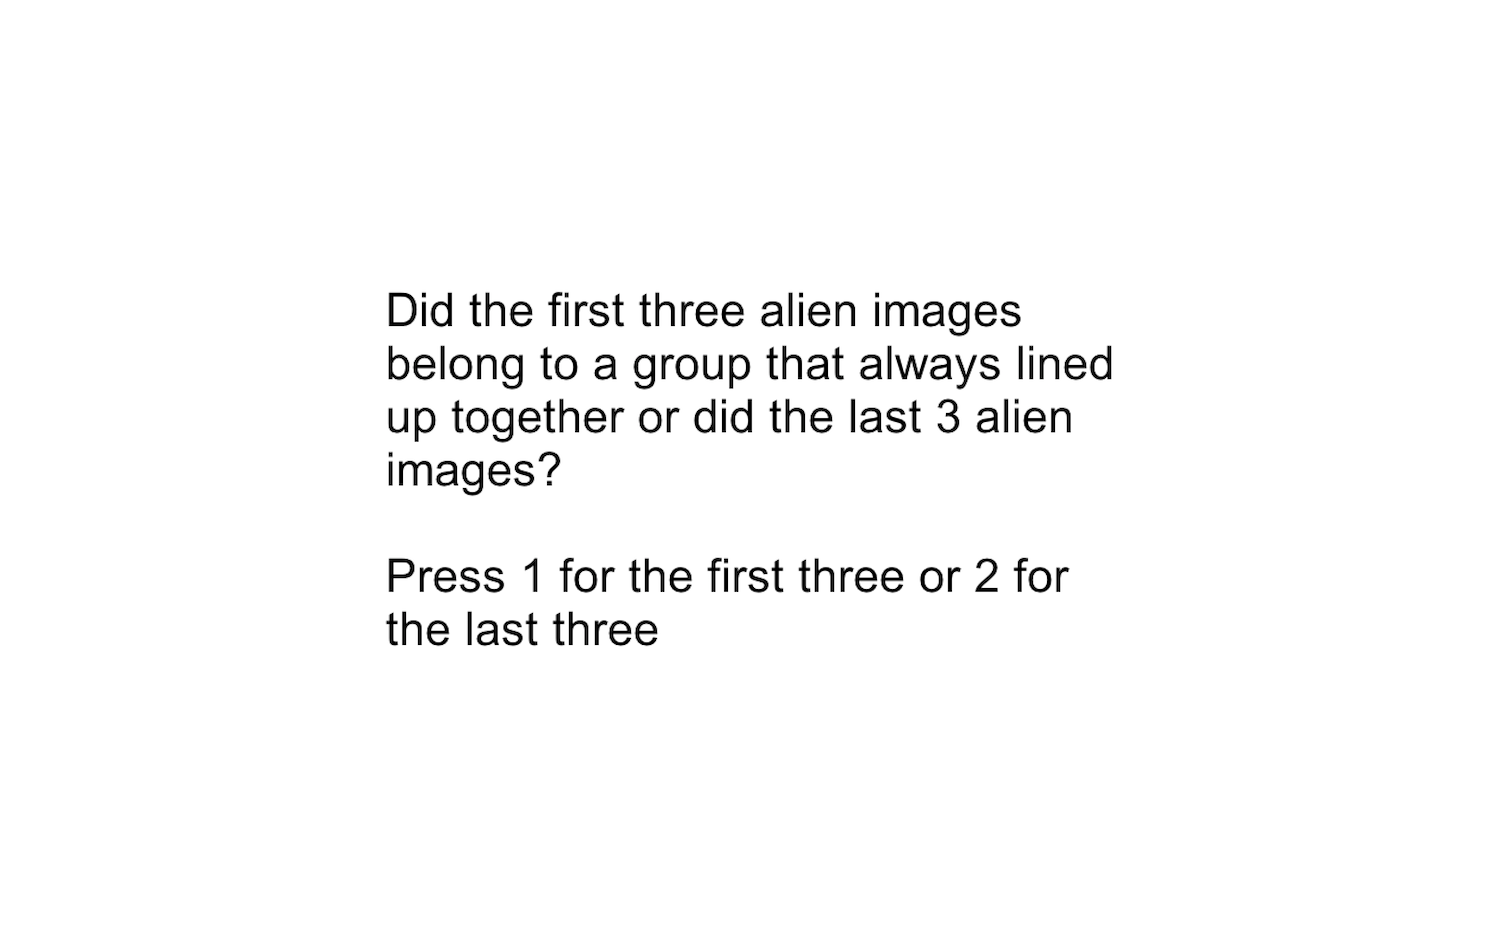 Did the first three alien images
belong to a group that always lined
up together or did the last 3 alien
images?
Press 1 for the first three or 2 for
the last three